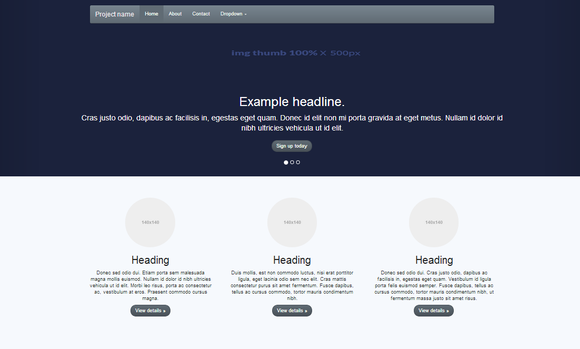 Project name Home About Contact Dropdown
img thumb 100% X 500px
Example headline.
Cras justo odio, dapibus ac facilisis in, egestas eget quam. Donec id elit non mi porta gravida at eget metus. Nullam id dolor id
nibh ultricies vehicula ut id elit.
Sign up today
140x140 140x140 140x140
Heading
Donec sed odio dui. Etiam porta sem malesuada
magna mollis euismod. Nullam id dolor id nibh ultricies
vehicula ut id elit. Morbi leo risus, porta ac consectetur
ac, vestibulum at eros. Praesent commodo cursus
magna.
View details »
Heading
Duis mollis, est non commodo luctus, nisi erat porttitor
ligula, eget lacinia odio sem nec elit. Cras mattis
consectetur purus sit amet fermentum. Fusce dapibus,
tellus ac cursus commodo, tortor mauris condimentum
nibh.
View details »
Heading
Donec sed odio dui. Cras justo odio, dapibus ac
facilisis in, egestas eget quam. Vestibulum id ligula
porta felis euismod semper. Fusce dapibus, tellus ac
cursus commodo, tortor mauris condimentum nibh, ut
fermentum massa justo sit amet risus.
View details »